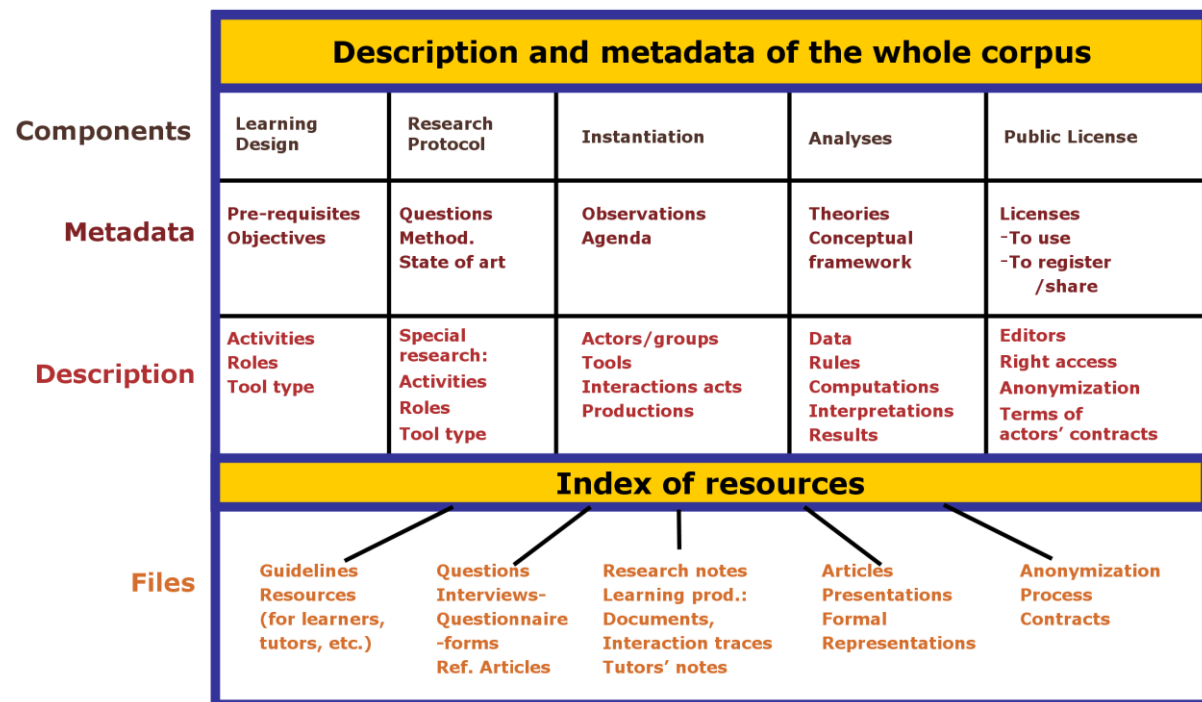 Description and metadata of the whole corpus
Components
Learning
Design
Research
Protocol
Instantiation
Analyses
Public License
Metadata
Pre-requisites
Objectives
Questions
Method.
State of art
Observations
Agenda
Theories
Conceptual
framework
Licenses
-To use
-To register
/share
Description
Activities
Roles
Tool type
Special
research:
Activities
Roles
Tool type
Actors/groups
Tools
Interactions acts
Productions
Data
Rules
Computations
Interpretations
Results
Editors
Right access
Anonymization
Terms of
actors’ contracts
Index of resources
Files
Guidelines
Resources
(for learners,
tutors, etc.)
Questions
Interviews-
Questionnaire
-forms
Ref. Articles
Research notes
Learning prod.:
Documents,
Interaction traces
Tutors’ notes
Articles
Presentations
Formal
Representations
Anonymization
Process
Contracts